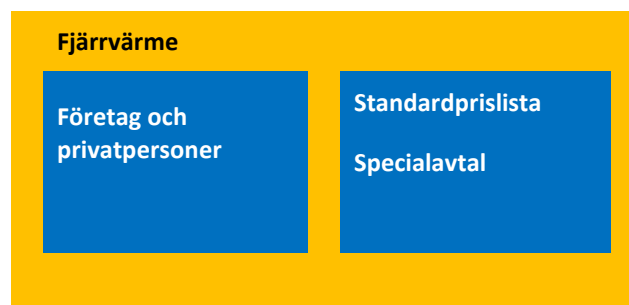 Fjärrvärme
Företag och
privatpersoner
Standardprislista
Specialavtal